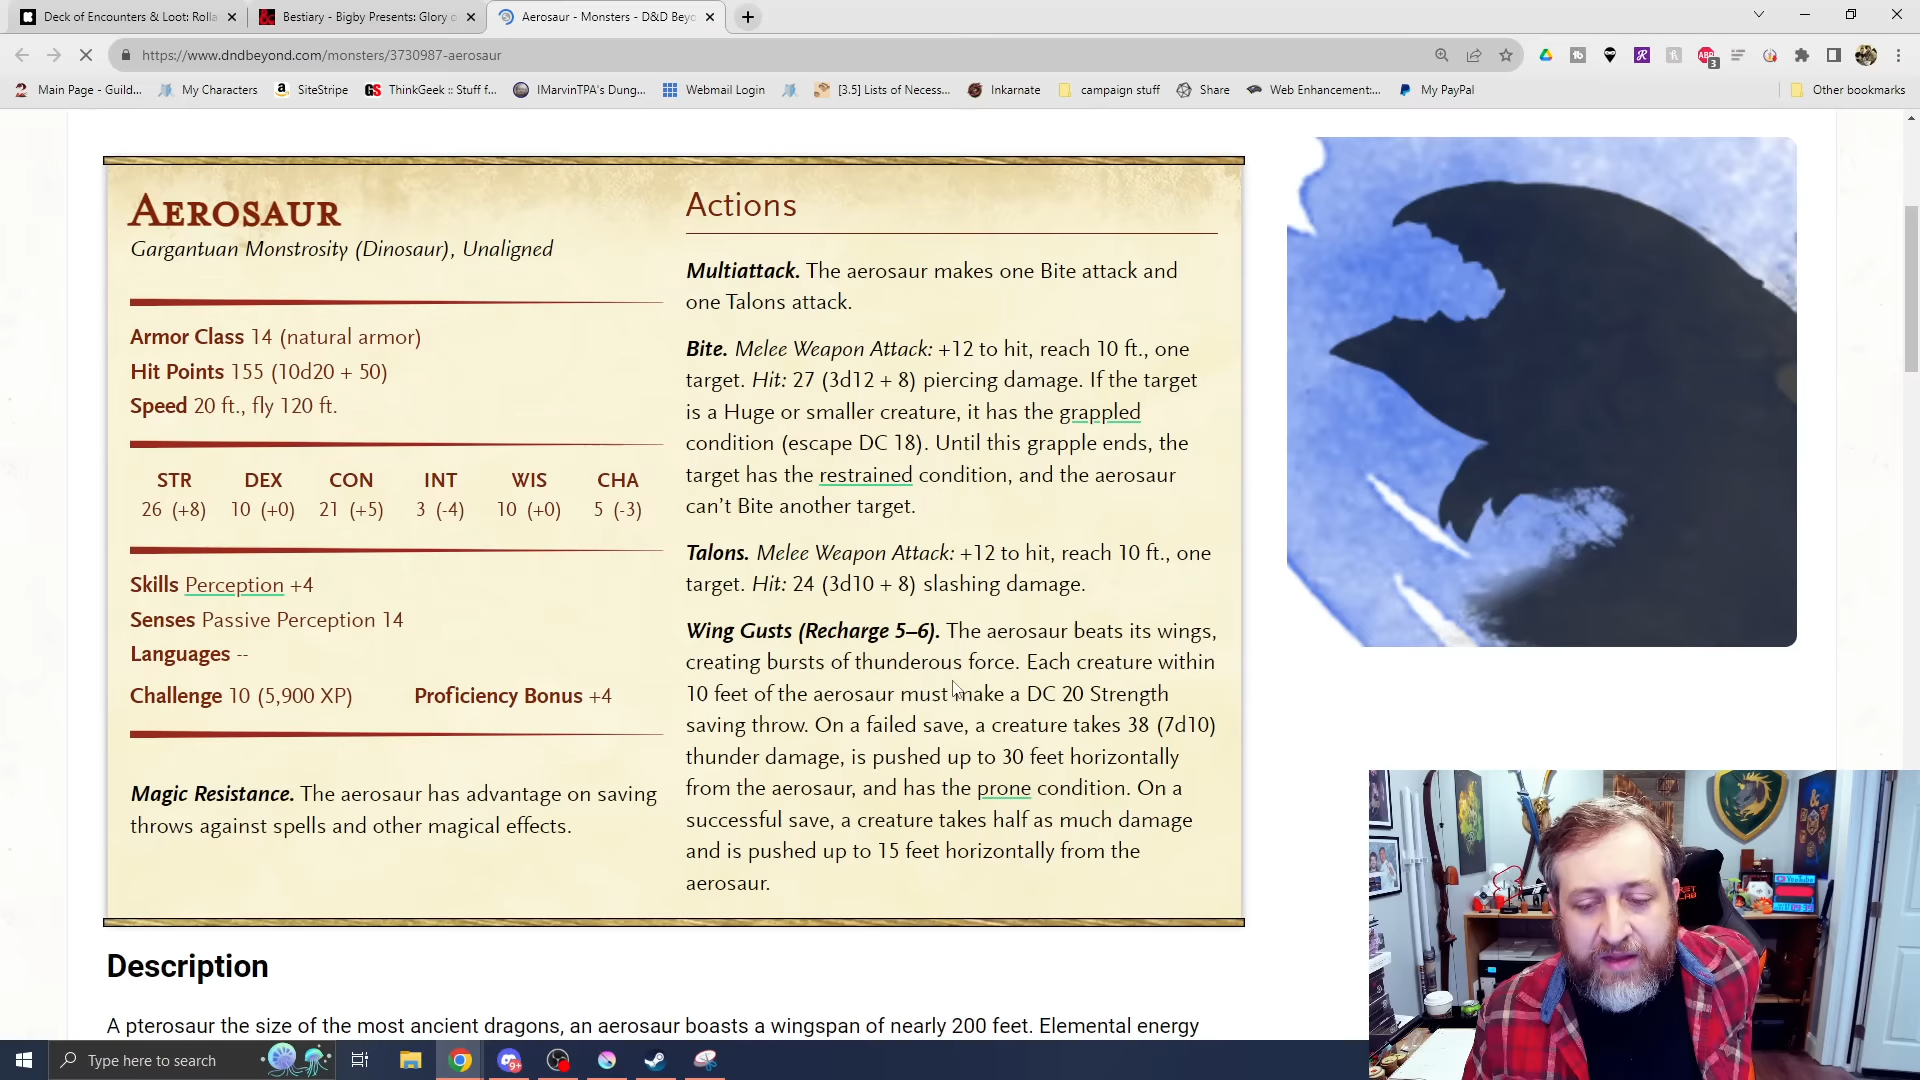 Deck of Encounters & Loot: Rolla
Bestiary - Bigby Presents: Glory o
Aerosaur - Monsters - D&D Beyo
https://www.dndbeyond.com/monsters/3730987-aerosaur
ABP
3
Main Page - Guild...
My Characters
SiteStripe
ThinkGeek :: Stuff f...
IMarvinTPA's Dung...
Webmail Login
[3.5] Lists of Necess...
Inkarnate
campaign stuff
Share
Web Enhancement:...
My PayPal
Other bookmarks
Aerosaur
Gargantuan Monstrosity (Dinosaur), Unaligned
Armor Class 14 (natural armor)
Hit Points 155 (10d20 + 50)
Speed 20 ft., fly 120 ft.
STR DEX CON INT WIS CHA
26 (+8) 10 (+0) 21 (+5) 3 (-4) 10 (+0) 5 (-3)
Skills Perception +4
Senses Passive Perception 14
Languages --
Challenge 10 (5,900 XP) Proficiency Bonus +4
Magic Resistance. The aerosaur has advantage on saving
throws against spells and other magical effects.
Actions
Multiattack. The aerosaur makes one Bite attack and
one Talons attack.
Bite. Melee Weapon Attack: +12 to hit, reach 10 ft., one
target. Hit: 27 (3d12 + 8) piercing damage. If the target
is a Huge or smaller creature, it has the grappled
condition (escape DC 18). Until this grapple ends, the
target has the restrained condition, and the aerosaur
can’t Bite another target.
Talons. Melee Weapon Attack: +12 to hit, reach 10 ft., one
target. Hit: 24 (3d10 + 8) slashing damage.
Wing Gusts (Recharge 5–6). The aerosaur beats its wings,
creating bursts of thunderous force. Each creature within
10 feet of the aerosaur must make a DC 20 Strength
saving throw. On a failed save, a creature takes 38 (7d10)
thunder damage, is pushed up to 30 feet horizontally
from the aerosaur, and has the prone condition. On a
successful save, a creature takes half as much damage
and is pushed up to 15 feet horizontally from the
aerosaur.
Description
A pterosaur the size of the most ancient dragons, an aerosaur boasts a wingspan of nearly 200 feet. Elemental energy
YouTube
Type here to search
9+